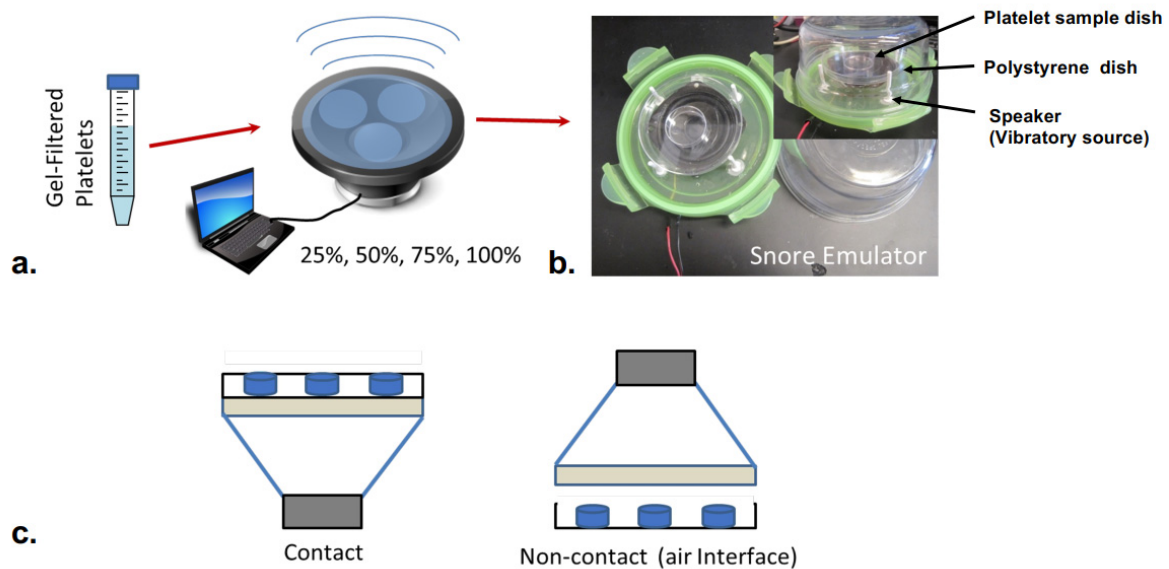 Gel-Filtered
Platelets
25%, 50%, 75%, 100%
a.
Platelet sample dish
Polystyrene  dish
Speaker
(Vibratory source)
Snore Emulator
b.
Contact
Non-contact  (air Interface)
c.